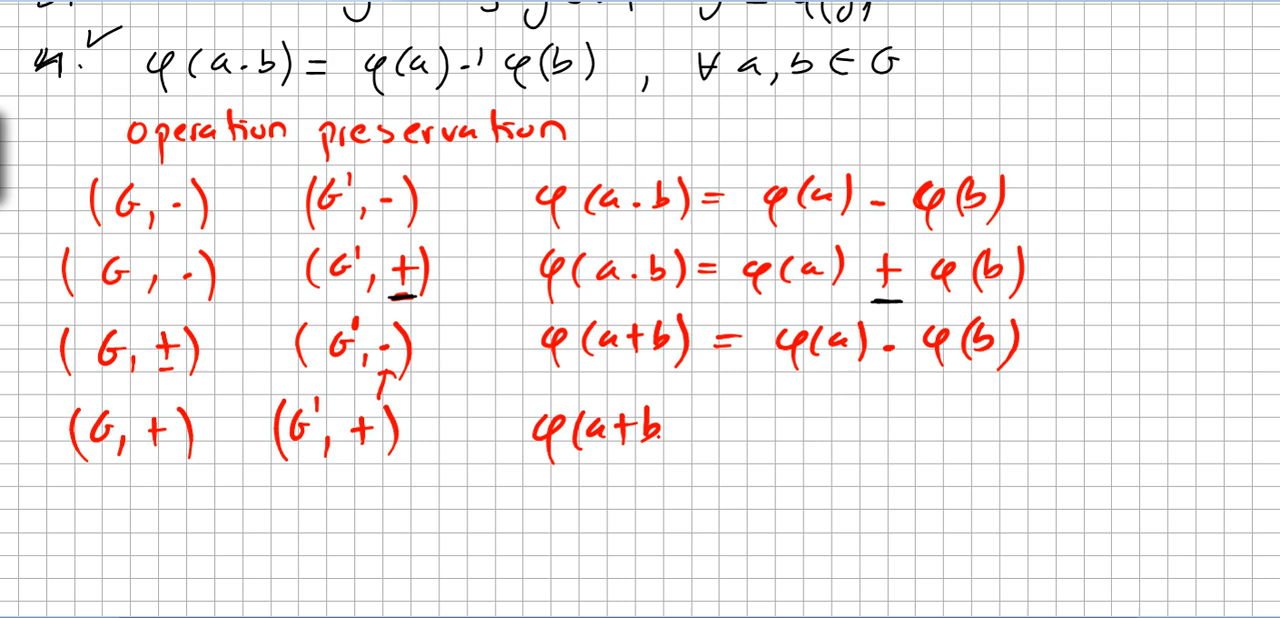 4. ✓ φ(a·b) = φ(a) ·' φ(b) , ∀ a, b ∈ G
operation preservation
(G, ·) (G', ·) φ(a·b) = φ(a) · φ(b)
(G, ·) (G', +) φ(a·b) = φ(a) + φ(b)
(G, +) (G', ·) φ(a+b) = φ(a) · φ(b)
(G, +) (G', +) φ(a+b